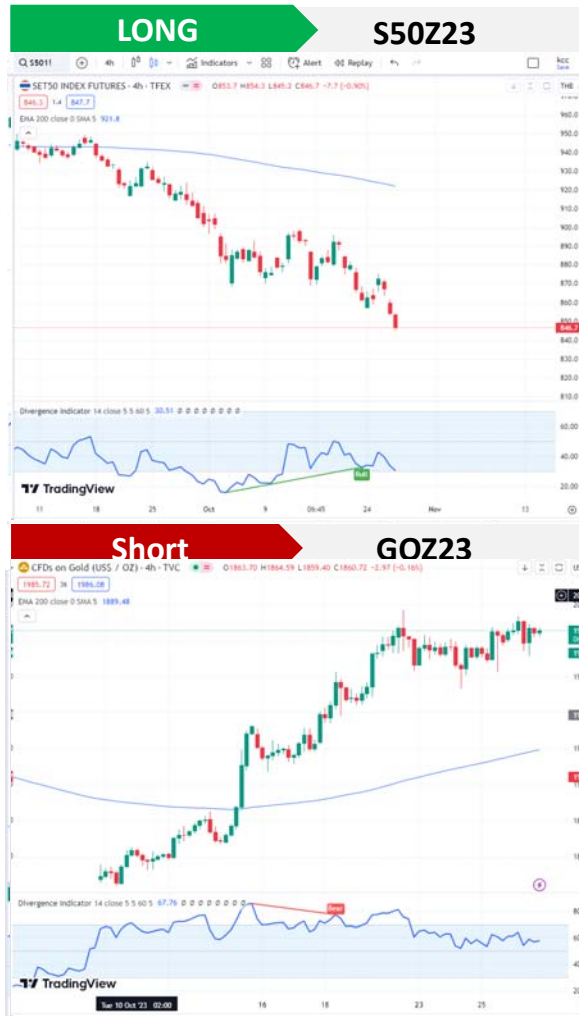 LONG
S50Z23
S501!
4h
Indicators
Alert
Replay
kcc
Save
SET50 INDEX FUTURES · 4h · TFEX
O853.7 H854.3 L845.2 C846.7 -7.7 (-0.90%)
THB
846.3 1.4 847.7
EMA 200 close 0 SMA 5 921.8
960.0
950.0
940.0
930.0
920.0
910.0
900.0
890.0
880.0
870.0
860.0
850.0
846.7
840.0
830.0
820.0
810.0
Divergence Indicator 14 close 5 5 60 5 30.51 Ø Ø Ø Ø Ø Ø Ø Ø
60.00
40.00
Bull
20.00
TradingView
11 18 25 Oct 9 06:45 24 Nov 13
Short
GOZ23
CFDs on Gold (US$ / OZ) · 4h · TVC
O1863.70 H1864.59 L1859.40 C1860.72 -2.97 (-0.16%)
1985.72 36 1986.08
EMA 200 close 0 SMA 5 1889.48
Divergence Indicator 14 close 5 5 60 5 67.76 Ø Ø Ø Ø Ø Ø Ø Ø
Bear
TradingView
Tue 10 Oct '23 02:00
16 18 23 25